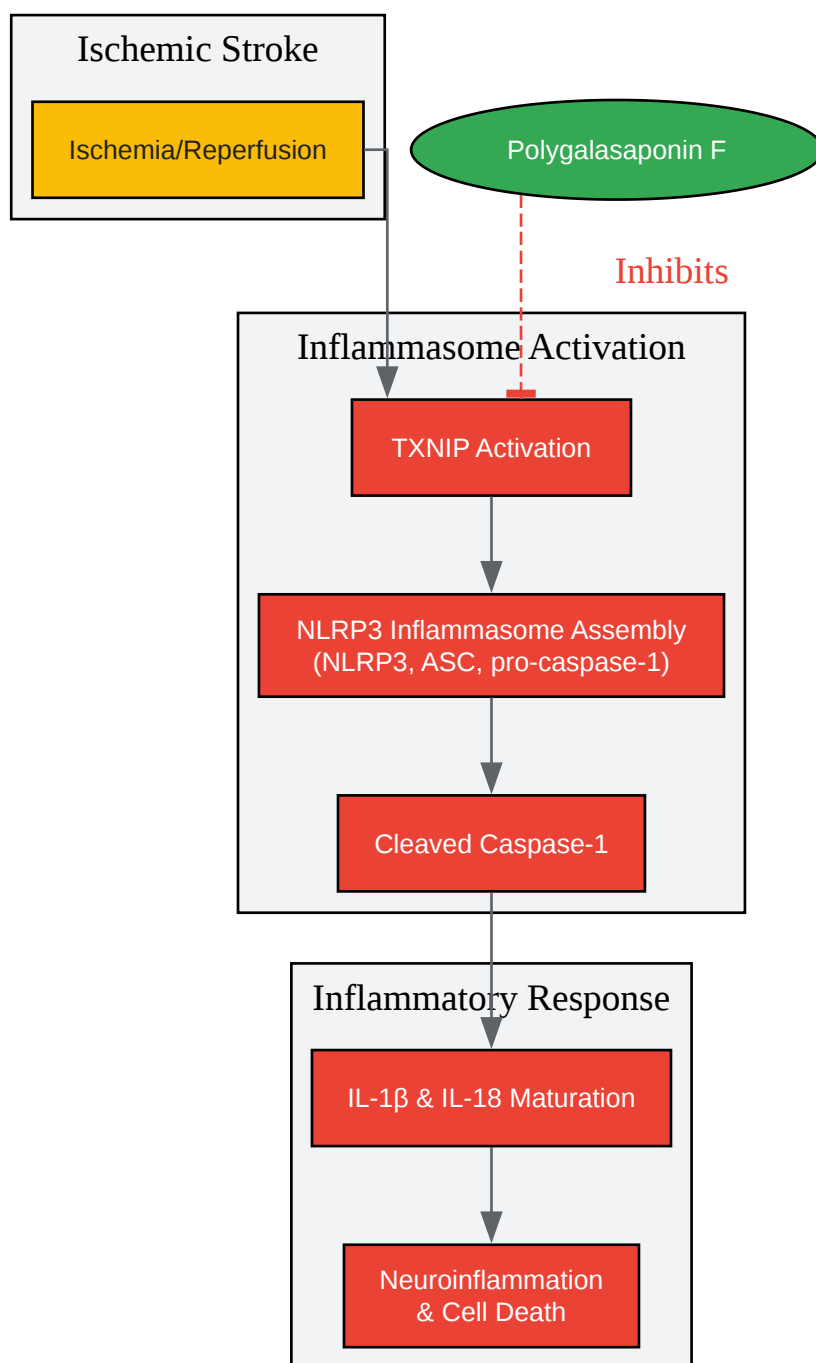 Ischemic Stroke
Ischemia/Reperfusion
Polygalasaponin F
Inhibits
Inflammasome Activation
TXNIP Activation
NLRP3 Inflammasome Assembly
(NLRP3, ASC, pro-caspase-1)
Cleaved Caspase-1
Inflammatory Response
IL-1β & IL-18 Maturation
Neuroinflammation
& Cell Death